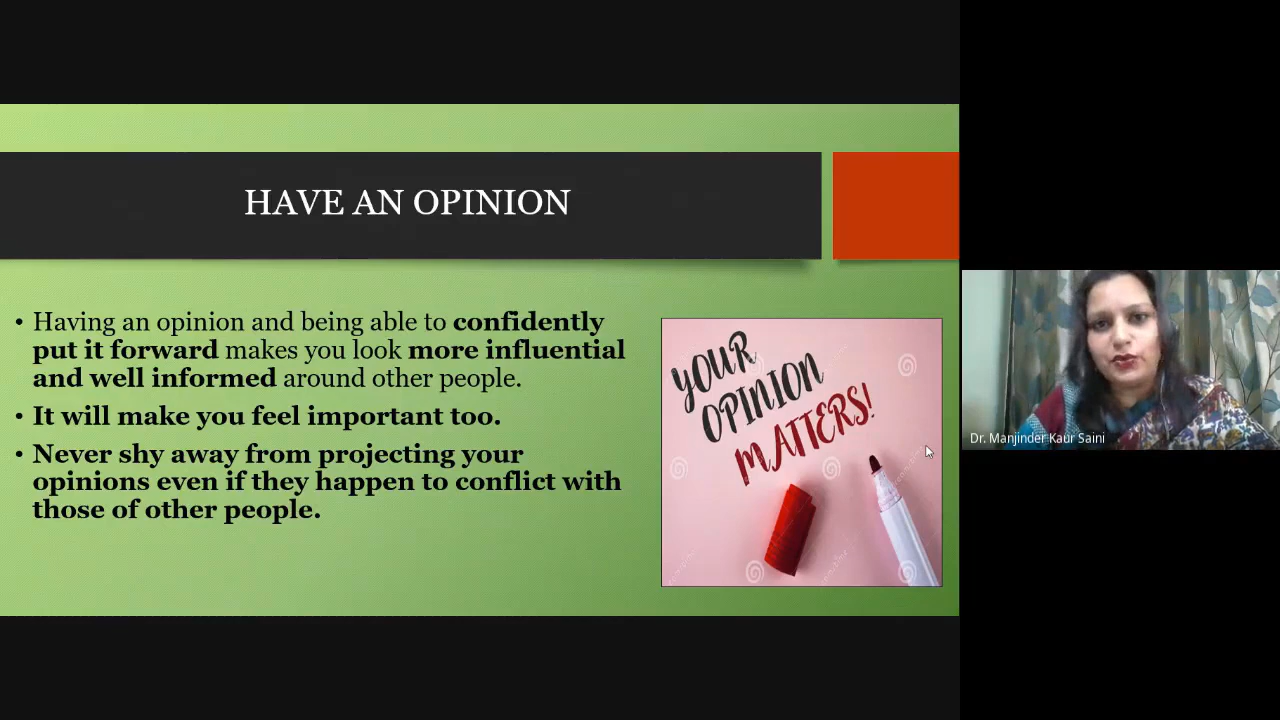 HAVE AN OPINION
• Having an opinion and being able to confidently
put it forward makes you look more influential
and well informed around other people.
• It will make you feel important too.
• Never shy away from projecting your
opinions even if they happen to conflict with
those of other people.
YOUR
OPINION
MATTERS!
Dr. Manjinder Kaur Saini